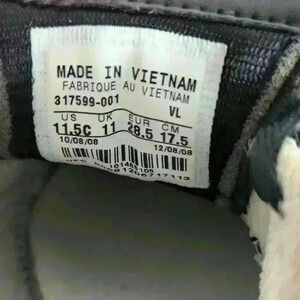 MADE IN VIETNAM
FABRIQUE AU VIETNAM
317599-001 VL
US UK EUR CM
11.5C 11 28.5 17.5
10/08/08 12/08/08